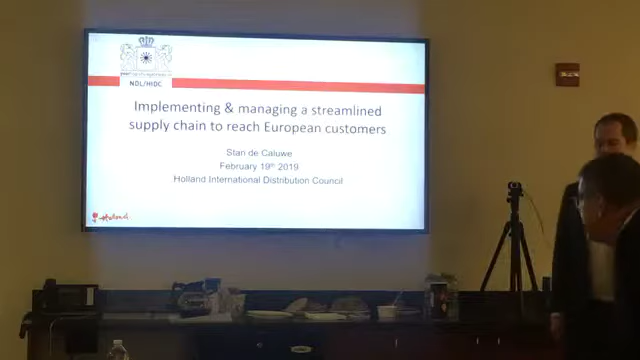 NDL/HIDC
Implementing & managing a streamlined
supply chain to reach European customers
Stan de Caluwe
February 19th 2019
Holland International Distribution Council
Holland